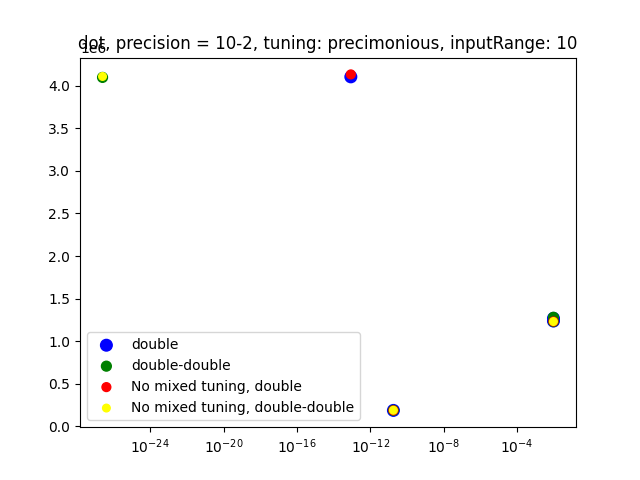 dot, precision = 10-2, tuning: precimonious, inputRange: 10
1e6
4.0
3.5
3.0
2.5
2.0
1.5
1.0
0.5
0.0
double
double-double
No mixed tuning, double
No mixed tuning, double-double
10⁻²⁴ 10⁻²⁰ 10⁻¹⁶ 10⁻¹² 10⁻⁸ 10⁻⁴